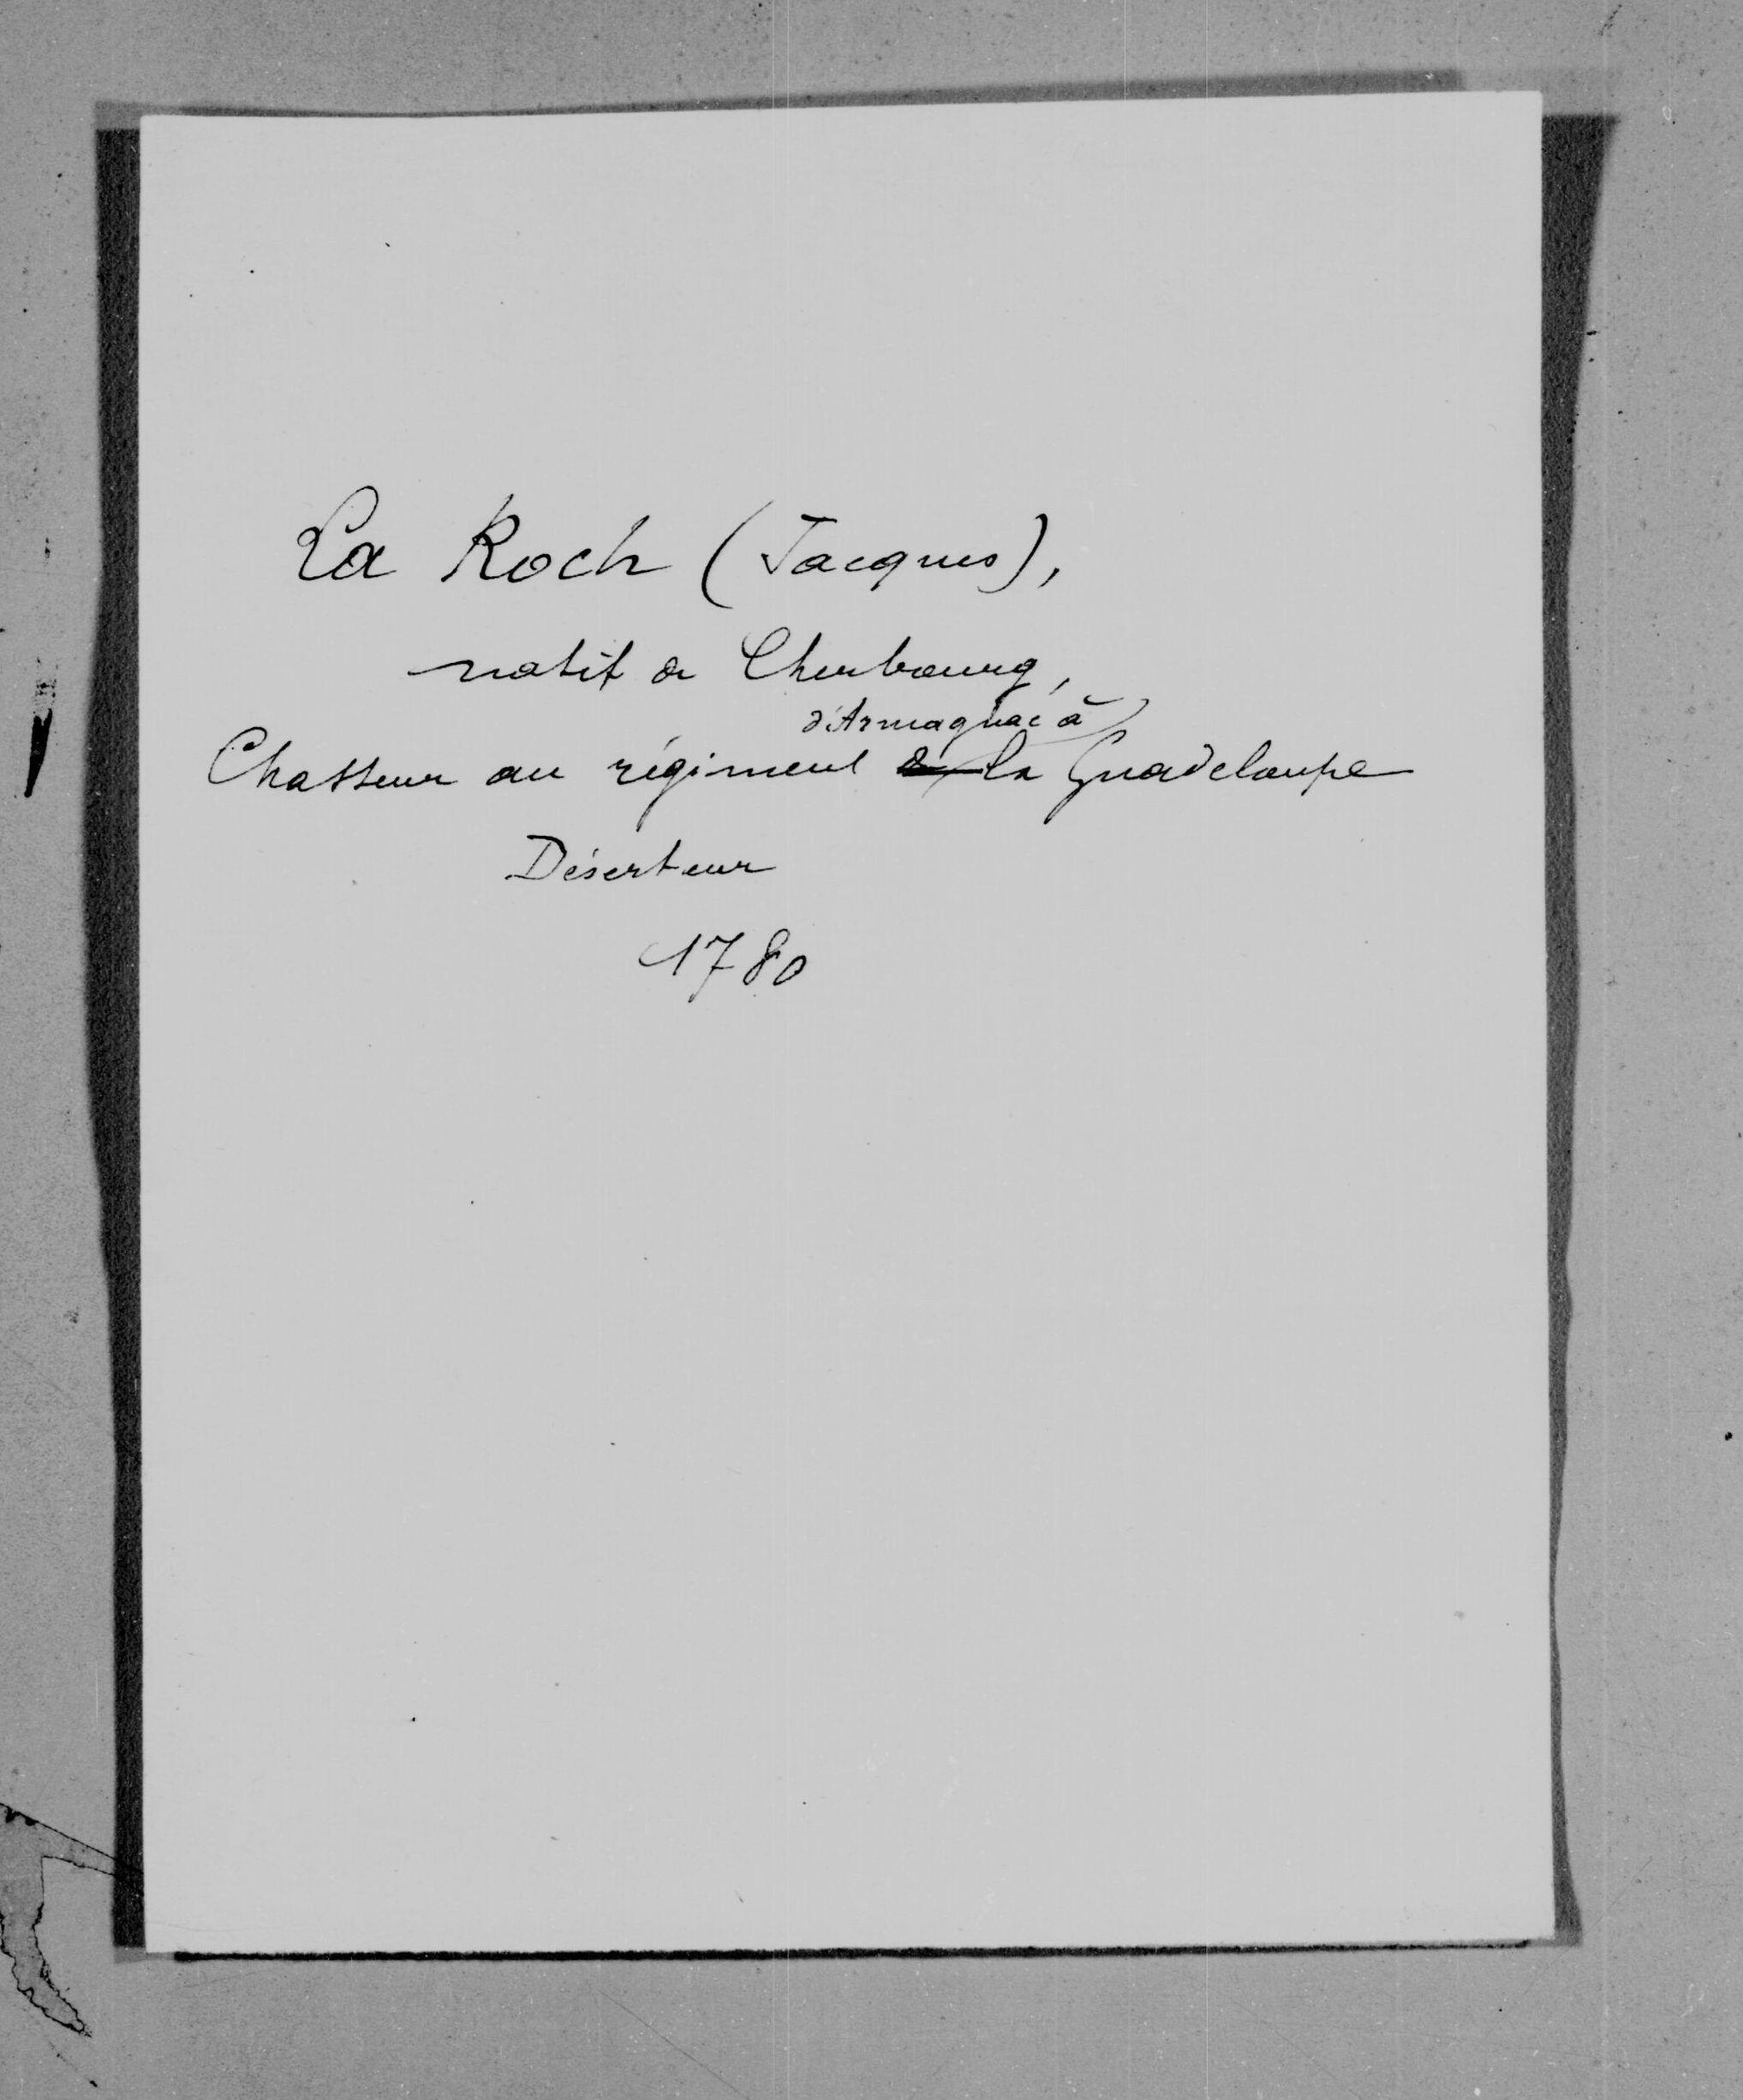 La Roch (Jacques),
natif de Cherbourg,
d'Armagnac à
Chasseur au régiment de la Guadeloupe
Déserteur
1780